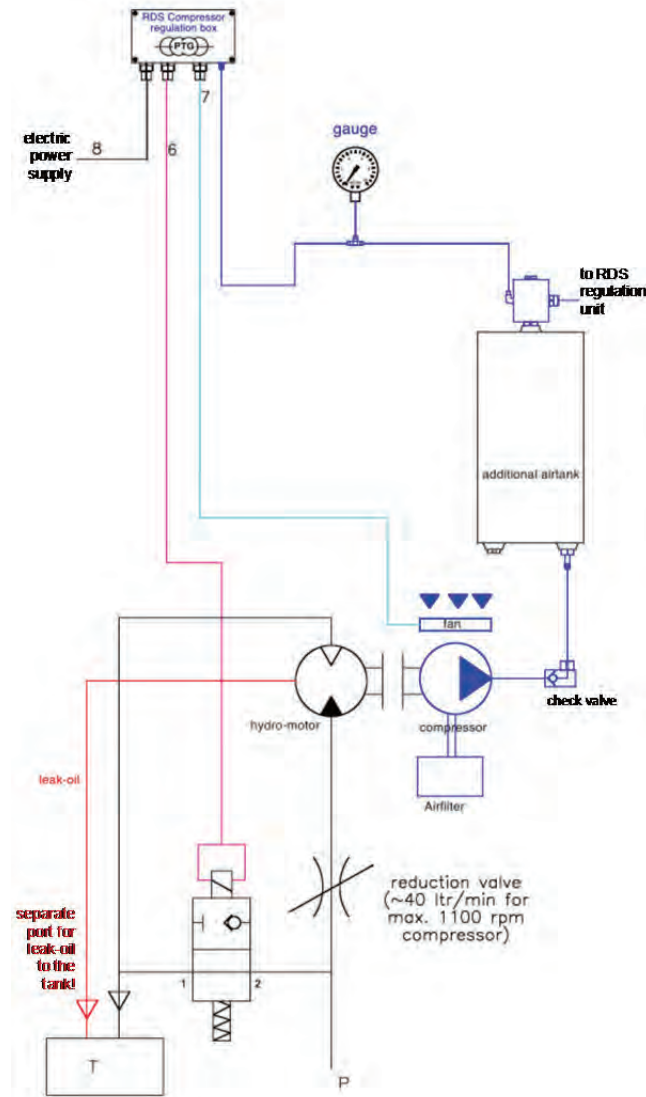 RDS Compressor
regulation box
PTG
7
electric
power
supply
8
6
gauge
to RDS
regulation
unit
additional airtank
fan
hydro-motor
compressor
check valve
Airfilter
leak-oil
reduction valve
(~40 ltr/min for
max. 1100 rpm
compressor)
separate
port for
leak-oil
to the
tank!
1
2
T
P